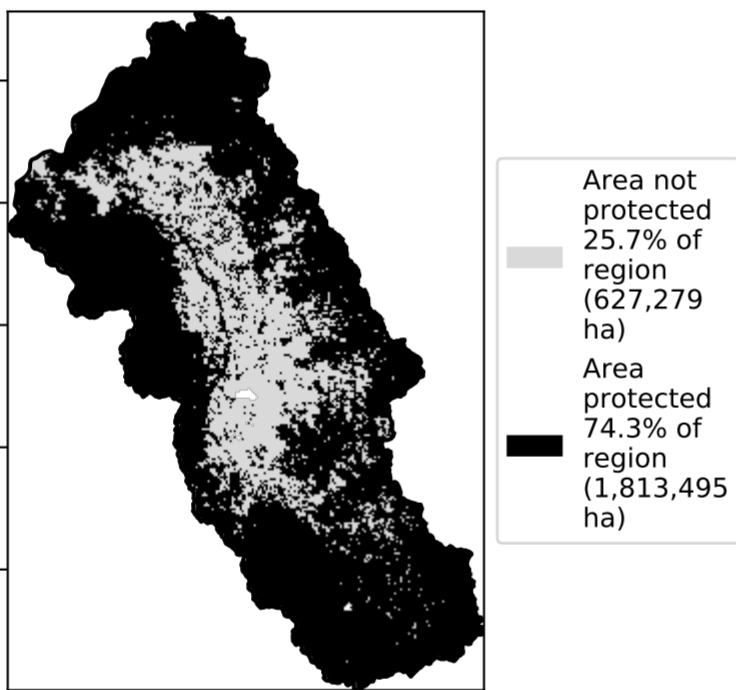 Area not
protected
25.7% of
region
(627,279
ha)
Area
protected
74.3% of
region
(1,813,495
ha)